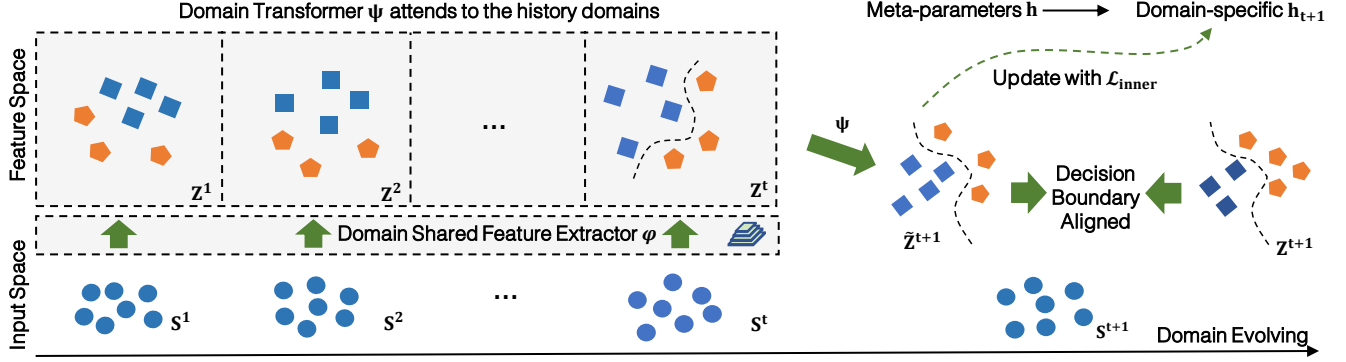 Domain Transformer ψ attends to the history domains
Meta-parameters h
Domain-specific hₜ₊₁
Feature Space
Update with ℒᵢₙₙₑᵣ
Z¹
Z²
...
Zᵗ
ψ
Z̃ᵗ⁺¹
Decision
Boundary
Aligned
Zᵗ⁺¹
Domain Shared Feature Extractor φ
Input Space
S¹
S²
...
Sᵗ
Sᵗ⁺¹
Domain Evolving